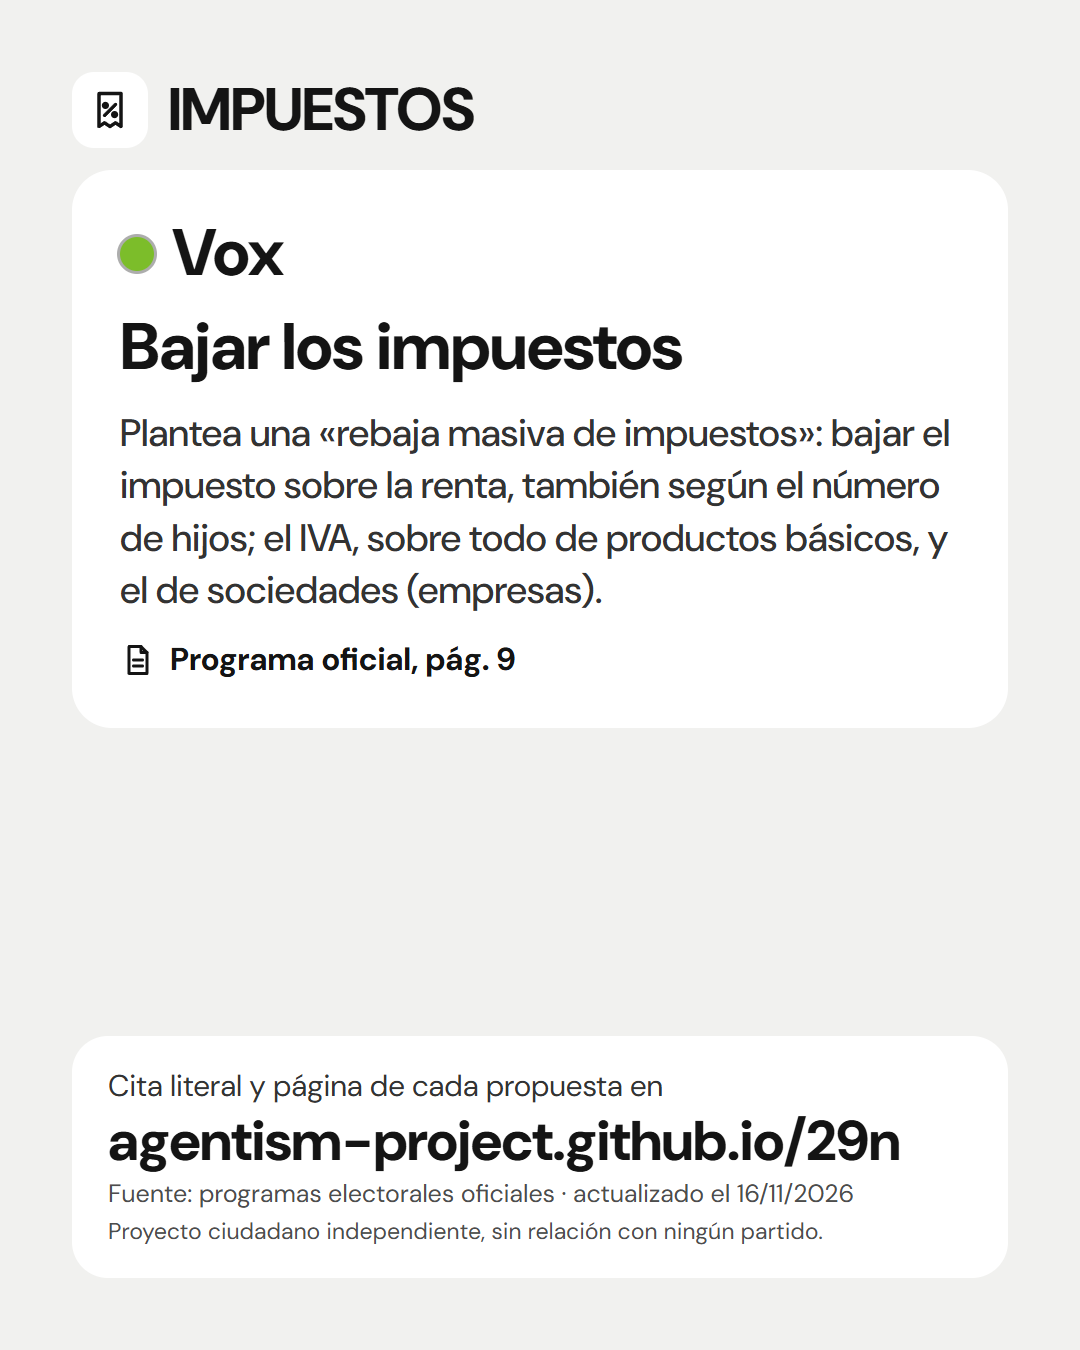 IMPUESTOS
Vox
Bajar los impuestos
Plantea una «rebaja masiva de impuestos»: bajar el
impuesto sobre la renta, también según el número
de hijos; el IVA, sobre todo de productos básicos, y
el de sociedades (empresas).
Programa oficial, pág. 9
Cita literal y página de cada propuesta en
agentism-project.github.io/29n
Fuente: programas electorales oficiales · actualizado el 16/11/2026
Proyecto ciudadano independiente, sin relación con ningún partido.